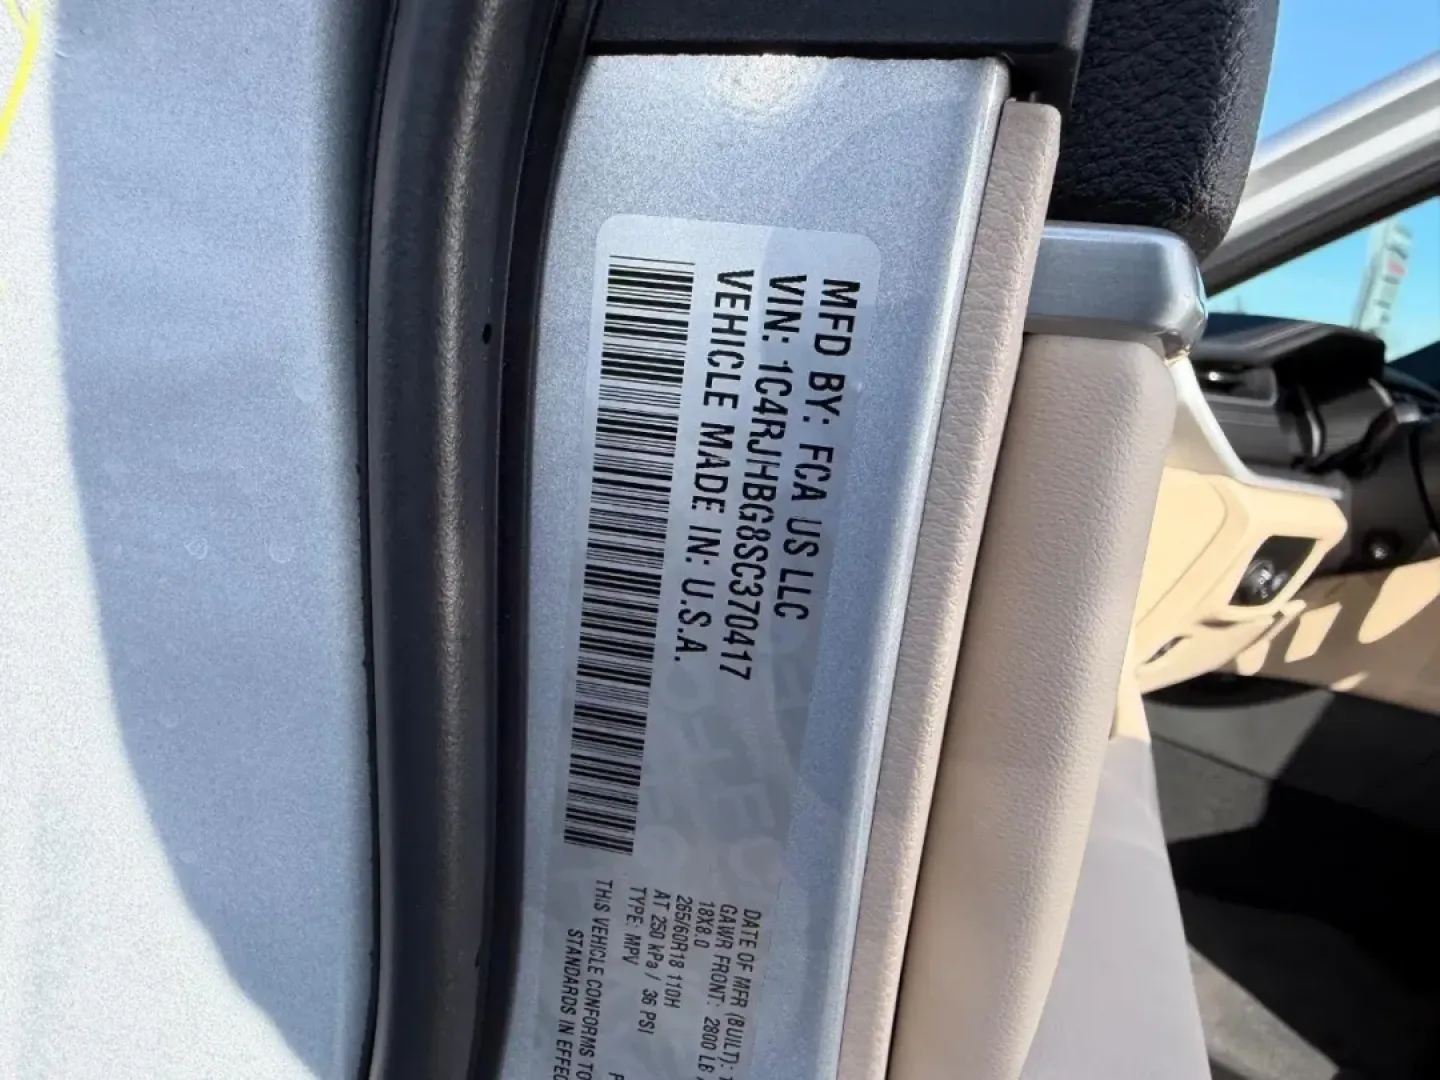 MFD BY: FCA US LLC
VIN: 1C4RJHBG8SC370417
VEHICLE MADE IN: U.S.A.
DATE OF MFR (BUILT):
GAWR FRONT: 2800 LB
18X8.0
265/60R18 110H
AT 250 kPa / 36 PSI
TYPE: MPV
THIS VEHICLE CONFORMS TO
STANDARDS IN EFFEC